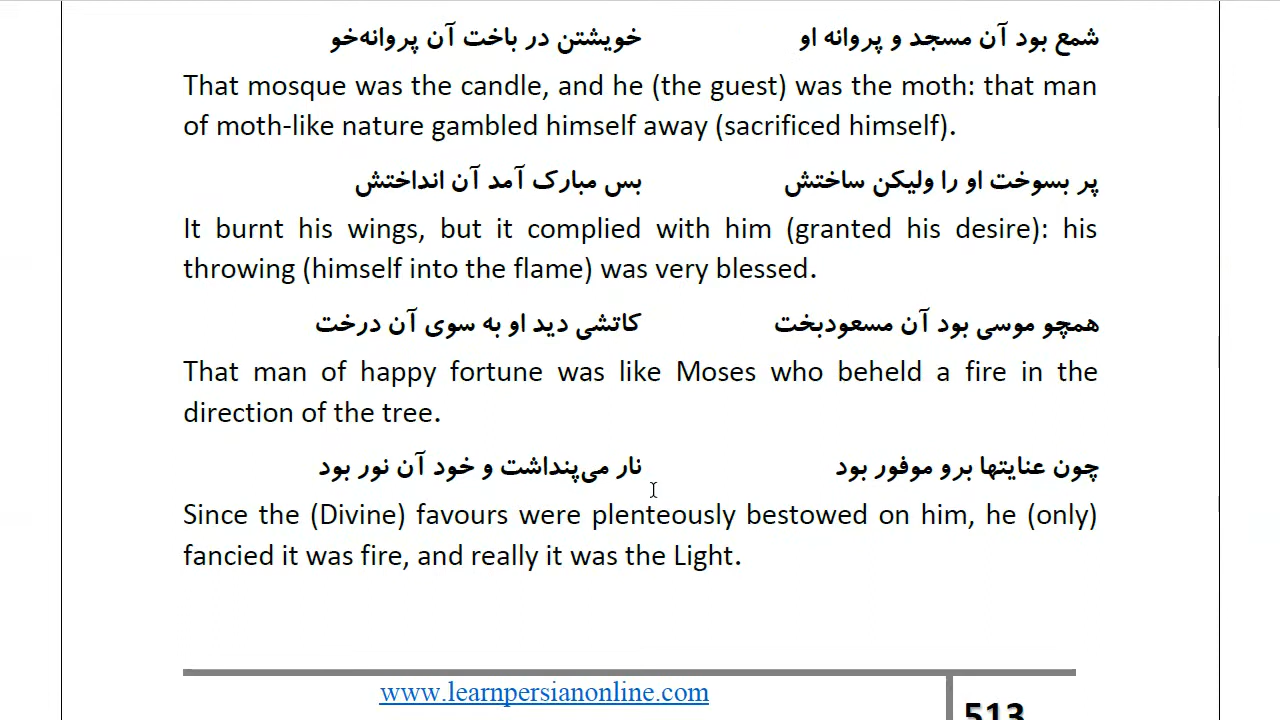 شمع بود آن مسجد و پروانه او خویشتن در باخت آن پروانه‌خو
That mosque was the candle, and he (the guest) was the moth: that man
of moth-like nature gambled himself away (sacrificed himself).
پر بسوخت او را ولیکن ساختش بس مبارک آمد آن انداختش
It burnt his wings, but it complied with him (granted his desire): his
throwing (himself into the flame) was very blessed.
همچو موسی بود آن مسعودبخت کاتشی دید او به سوی آن درخت
That man of happy fortune was like Moses who beheld a fire in the
direction of the tree.
چون عنایتها برو موفور بود نار می‌پنداشت و خود آن نور بود
Since the (Divine) favours were plenteously bestowed on him, he (only)
fancied it was fire, and really it was the Light.
www.learnpersianonline.com
513